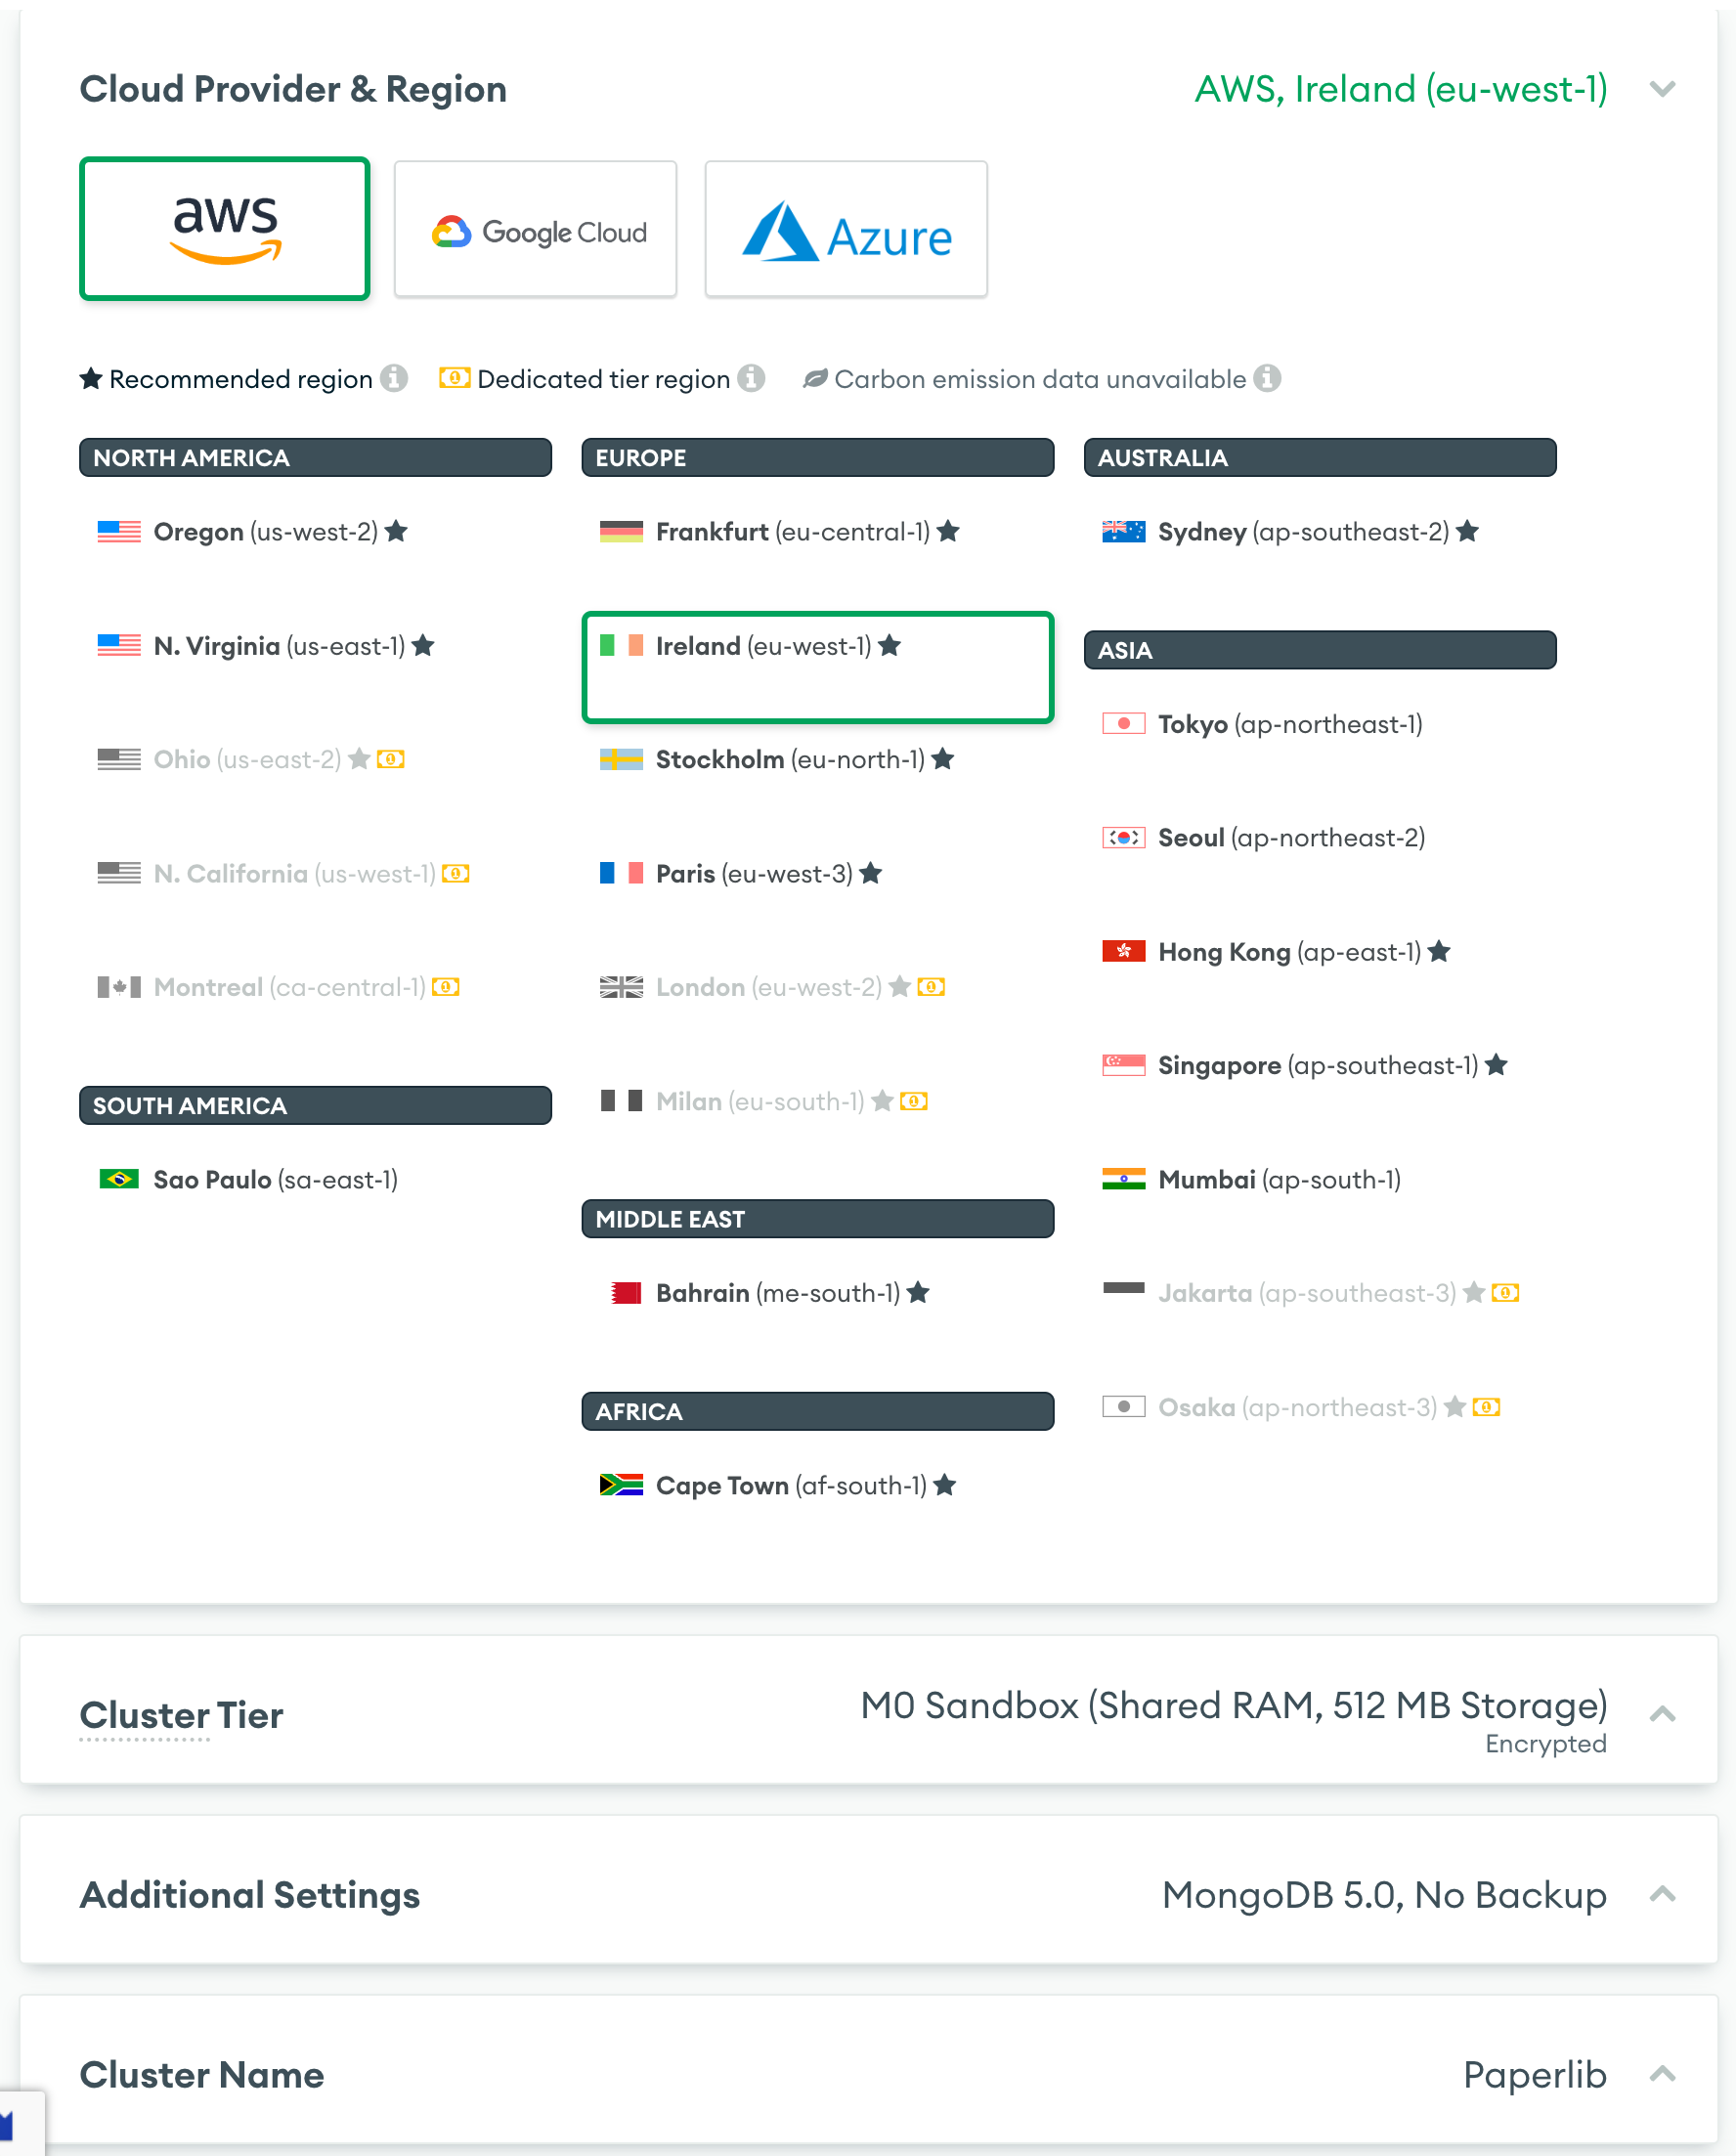 Cloud Provider & Region
AWS, Ireland (eu-west-1)
aws
Google Cloud
Azure
Recommended region
Dedicated tier region
Carbon emission data unavailable
NORTH AMERICA
Oregon (us-west-2)
N. Virginia (us-east-1)
Ohio (us-east-2)
N. California (us-west-1)
Montreal (ca-central-1)
SOUTH AMERICA
Sao Paulo (sa-east-1)
EUROPE
Frankfurt (eu-central-1)
Ireland (eu-west-1)
Stockholm (eu-north-1)
Paris (eu-west-3)
London (eu-west-2)
Milan (eu-south-1)
MIDDLE EAST
Bahrain (me-south-1)
AFRICA
Cape Town (af-south-1)
AUSTRALIA
Sydney (ap-southeast-2)
ASIA
Tokyo (ap-northeast-1)
Seoul (ap-northeast-2)
Hong Kong (ap-east-1)
Singapore (ap-southeast-1)
Mumbai (ap-south-1)
Jakarta (ap-southeast-3)
Osaka (ap-northeast-3)
Cluster Tier
M0 Sandbox (Shared RAM, 512 MB Storage)
Encrypted
Additional Settings
MongoDB 5.0, No Backup
Cluster Name
Paperlib